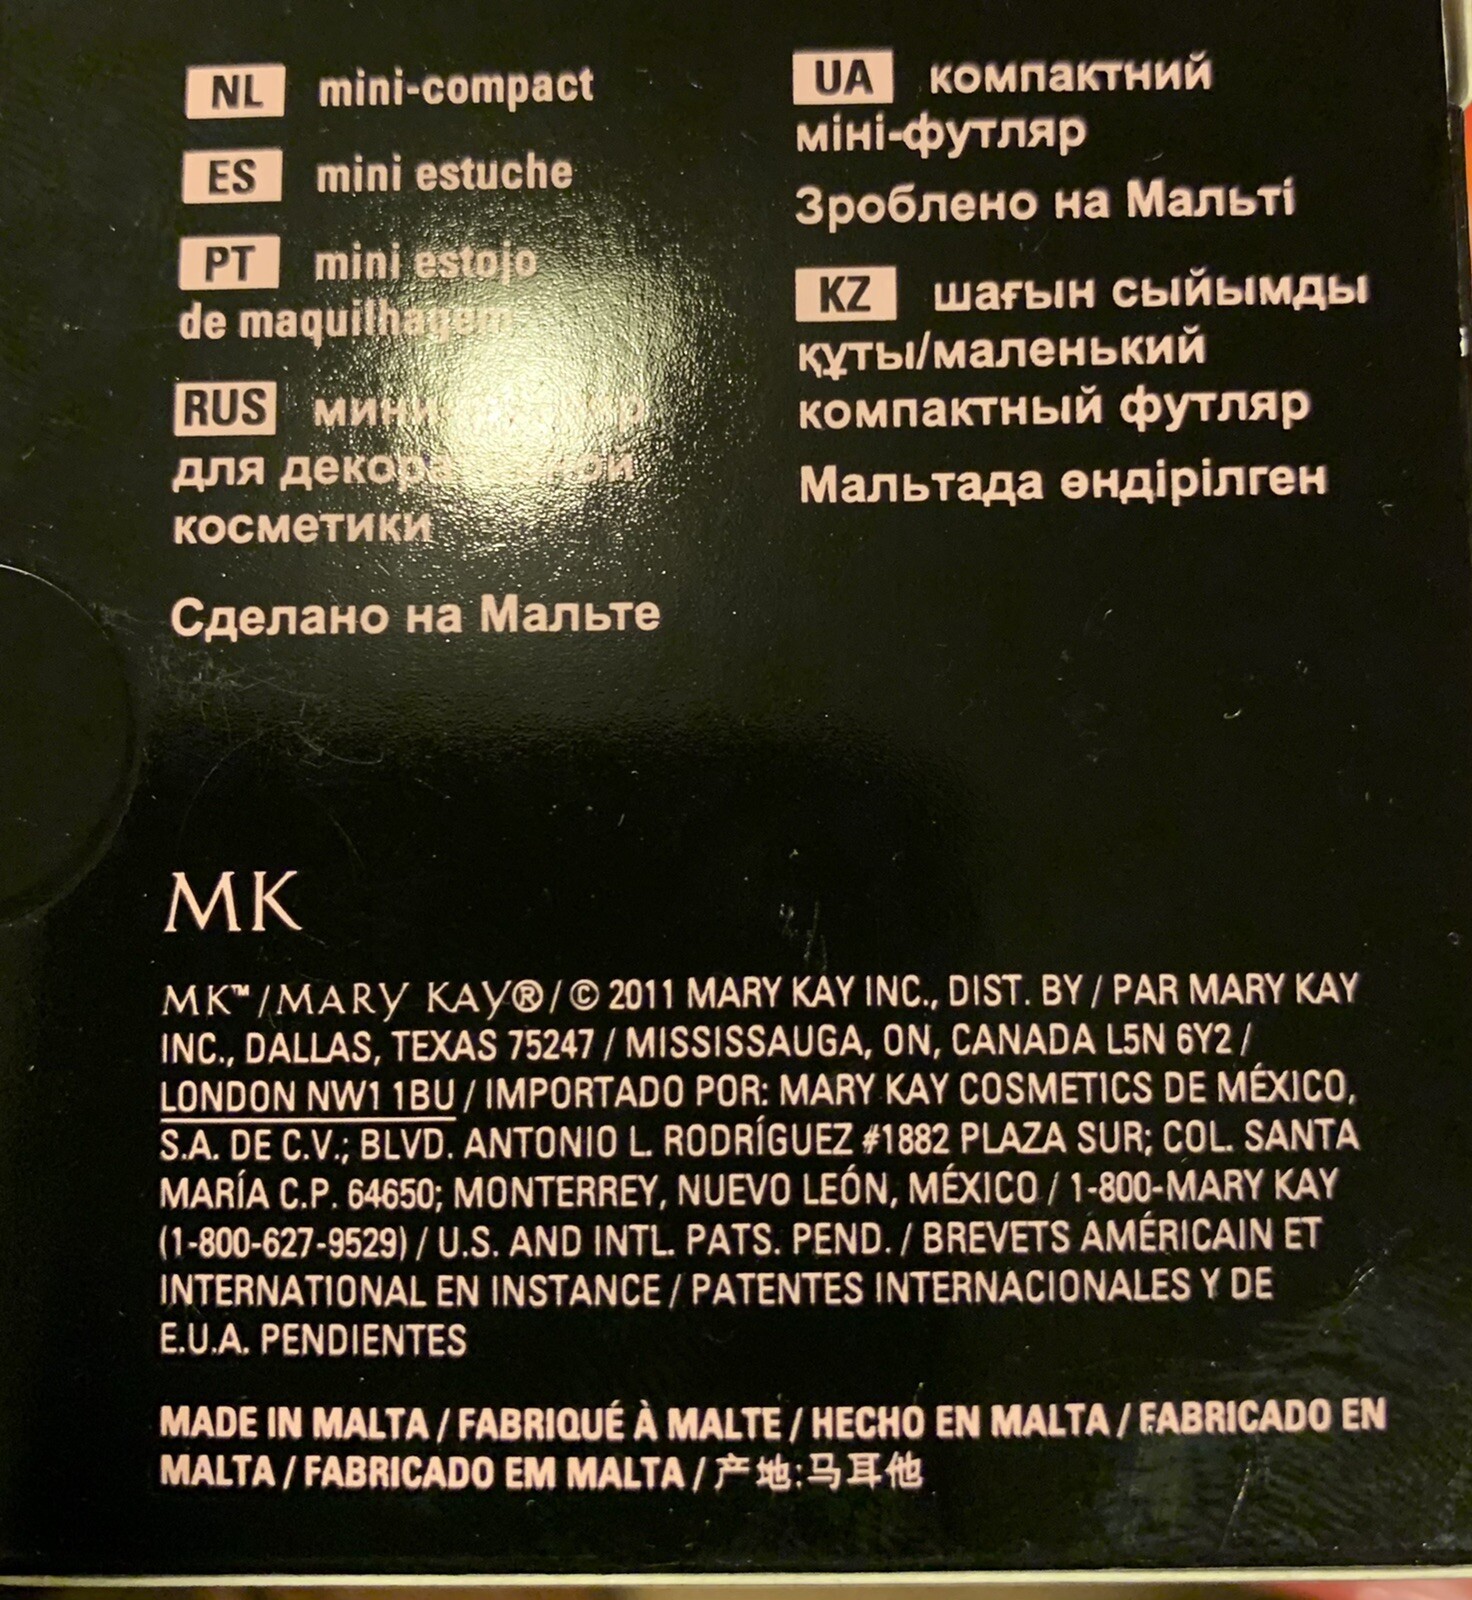 NL mini-compact
ES mini estuche
PT mini estojo
de maquilhagem
RUS
для
косметики
Сделано на Мальте
UA компактний
міні-футляр
Зроблено на Мальті
KZ шағын сыйымды
құты/маленький
компактный футляр
Мальтада өндірілген
MK
MK™/MARY KAY®/© 2011 MARY KAY INC., DIST. BY / PAR MARY KAY
INC., DALLAS, TEXAS 75247 / MISSISSAUGA, ON, CANADA L5N 6Y2 /
LONDON NW1 1BU / IMPORTADO POR: MARY KAY COSMETICS DE MÉXICO,
S.A. DE C.V.; BLVD. ANTONIO L. RODRÍGUEZ #1882 PLAZA SUR; COL. SANTA
MARÍA C.P. 64650; MONTERREY, NUEVO LEÓN, MÉXICO / 1-800-MARY KAY
(1-800-627-9529) / U.S. AND INTL. PATS. PEND. / BREVETS AMÉRICAIN ET
INTERNATIONAL EN INSTANCE / PATENTES INTERNACIONALES Y DE
E.U.A. PENDIENTES
MADE IN MALTA / FABRIQUÉ À MALTE / HECHO EN MALTA / FABRICADO EN
MALTA / FABRICADO EM MALTA / 产地:马耳他